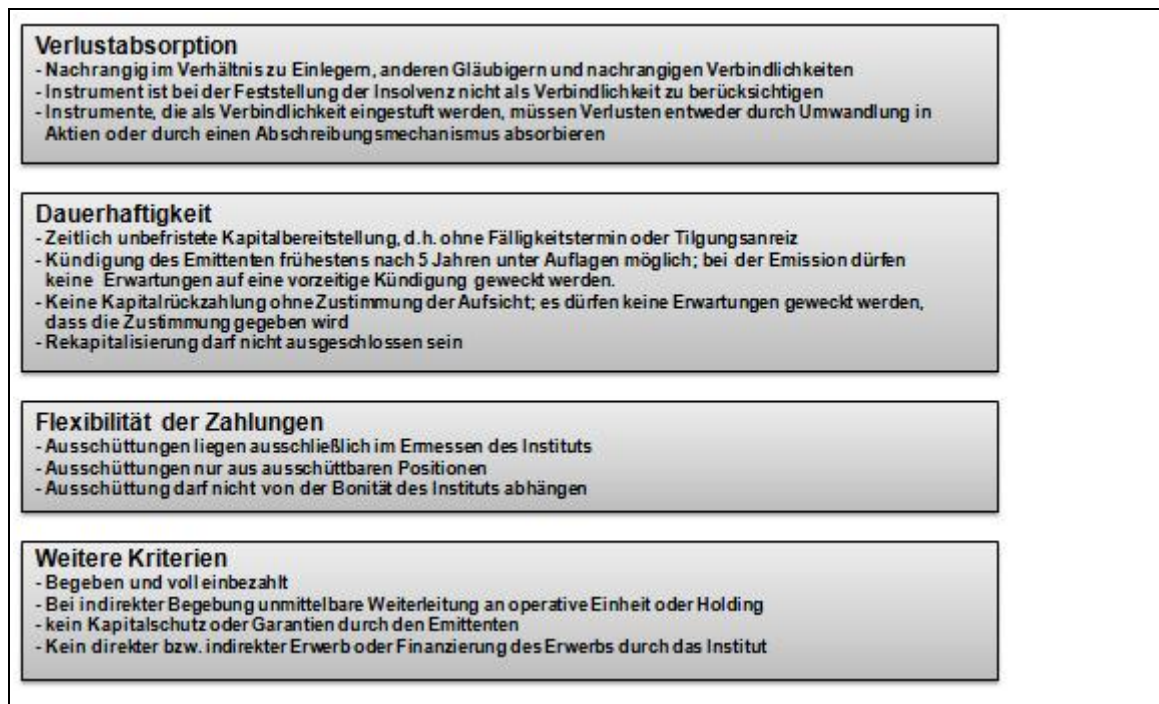 Verlustabsorption
- Nachrangig im Verhältnis zu Einlegern, anderen Gläubigern und nachrangigen Verbindlichkeiten
- Instrument ist bei der Feststellung der Insolvenz nicht als Verbindlichkeit zu berücksichtigen
- Instrumente, die als Verbindlichkeit eingestuft werden, müssen Verlusten entweder durch Umwandlung in
Aktien oder durch einen Abschreibungsmechanismus absorbieren
Dauerhaftigkeit
- Zeitlich unbefristete Kapitalbereitstellung, d.h. ohne Fälligkeitstermin oder Tilgungsanreiz
- Kündigung des Emittenten frühestens nach 5 Jahren unter Auflagen möglich; bei der Emission dürfen
keine Erwartungen auf eine vorzeitige Kündigung geweckt werden.
- Keine Kapitalrückzahlung ohne Zustimmung der Aufsicht; es dürfen keine Erwartungen geweckt werden,
dass die Zustimmung gegeben wird
- Rekapitalisierung darf nicht ausgeschlossen sein
Flexibilität der Zahlungen
- Ausschüttungen liegen ausschließlich im Ermessen des Instituts
- Ausschüttungen nur aus ausschüttbaren Positionen
- Ausschüttung darf nicht von der Bonität des Instituts abhängen
Weitere Kriterien
- Begeben und voll einbezahlt
- Bei indirekter Begebung unmittelbare Weiterleitung an operative Einheit oder Holding
- kein Kapitalschutz oder Garantien durch den Emittenten
- Kein direkter bzw. indirekter Erwerb oder Finanzierung des Erwerbs durch das Institut